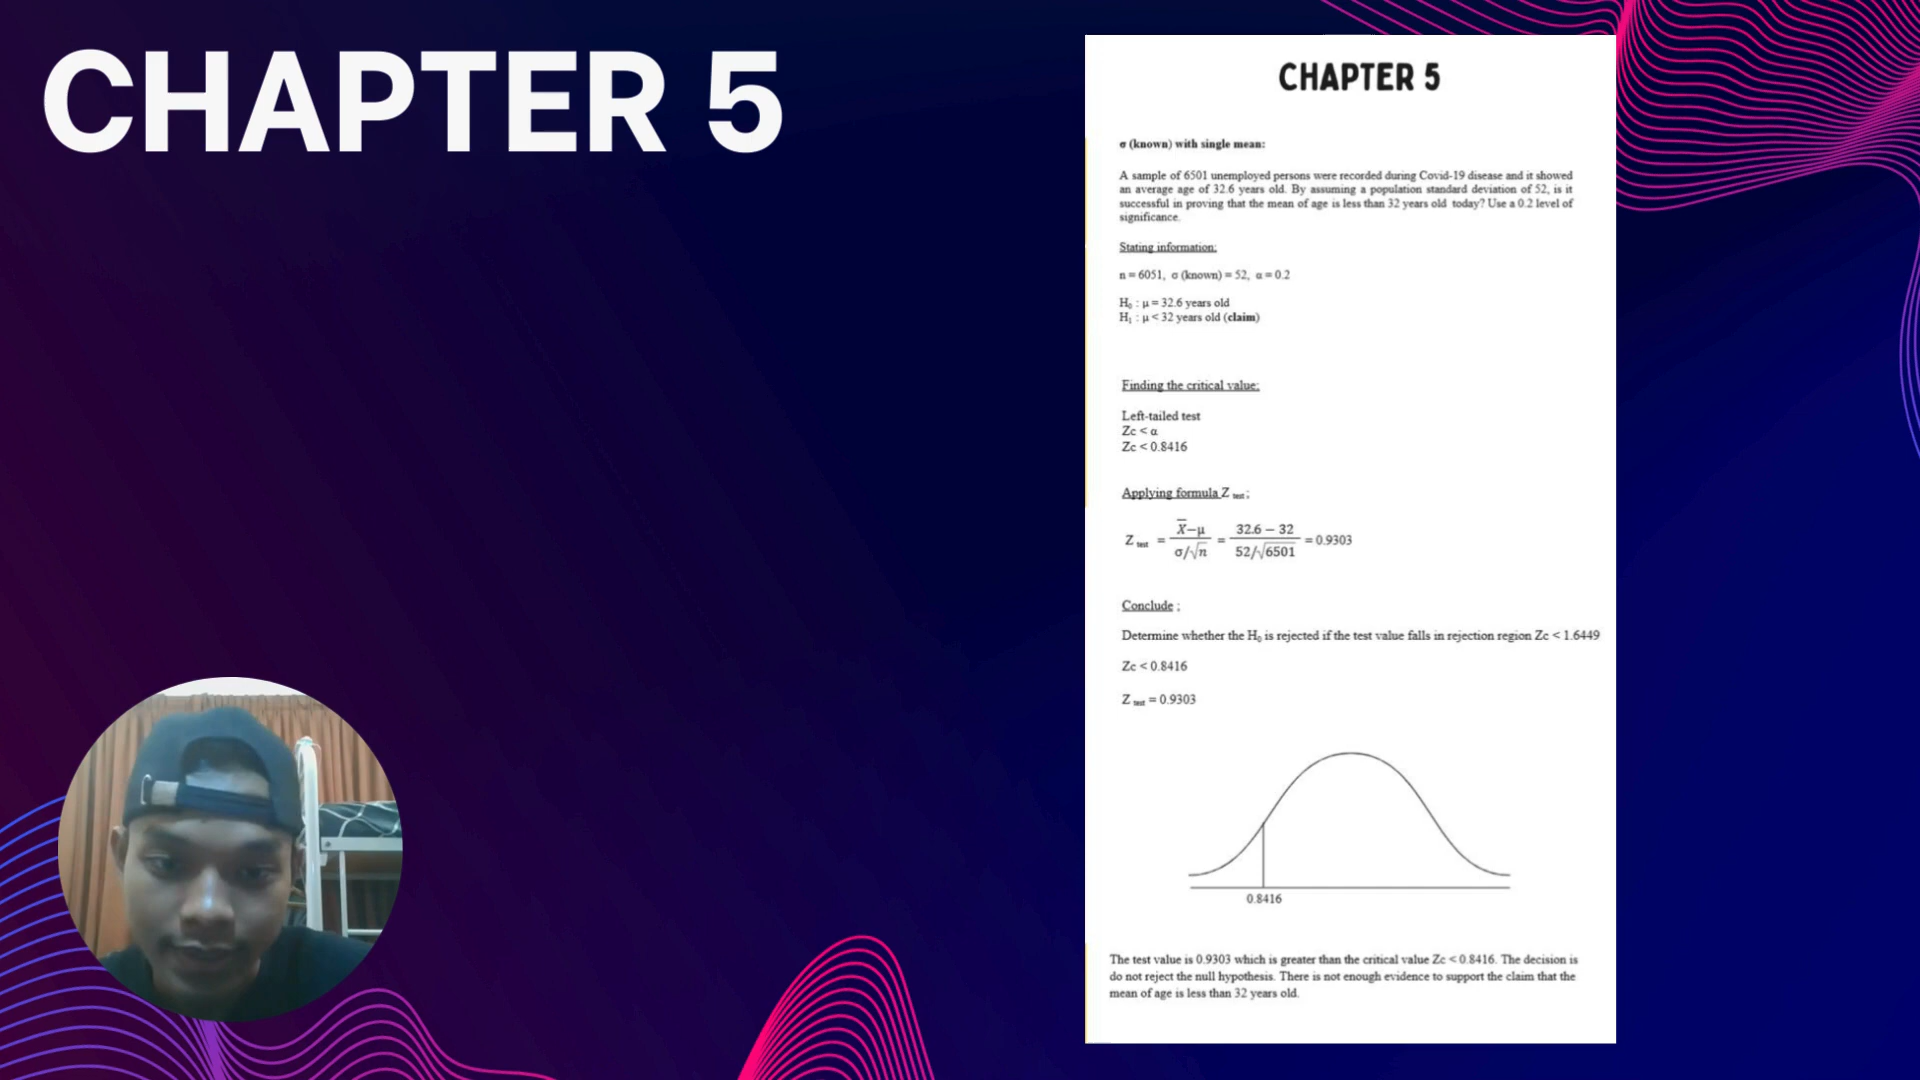 CHAPTER 5
CHAPTER 5
σ (known) with single mean:
A sample of 6501 unemployed persons were recorded during Covid-19 disease and it showed
an average age of 32.6 years old. By assuming a population standard deviation of 52, is it
successful in proving that the mean of age is less than 32 years old today? Use a 0.2 level of
significance.
Stating information;
n = 6051, σ (known) = 52, α = 0.2
H₀ : μ = 32.6 years old
H₁ : μ < 32 years old (claim)
Finding the critical value;
Left-tailed test
Zc < α
Zc < 0.8416
Applying formula Z test ;
Z test = (X̅−μ)/(σ/√n) = (32.6 − 32)/(52/√6501) = 0.9303
Conclude ;
Determine whether the H₀ is rejected if the test value falls in rejection region Zc < 1.6449
Zc < 0.8416
Z test = 0.9303
0.8416
The test value is 0.9303 which is greater than the critical value Zc < 0.8416. The decision is
do not reject the null hypothesis. There is not enough evidence to support the claim that the
mean of age is less than 32 years old.